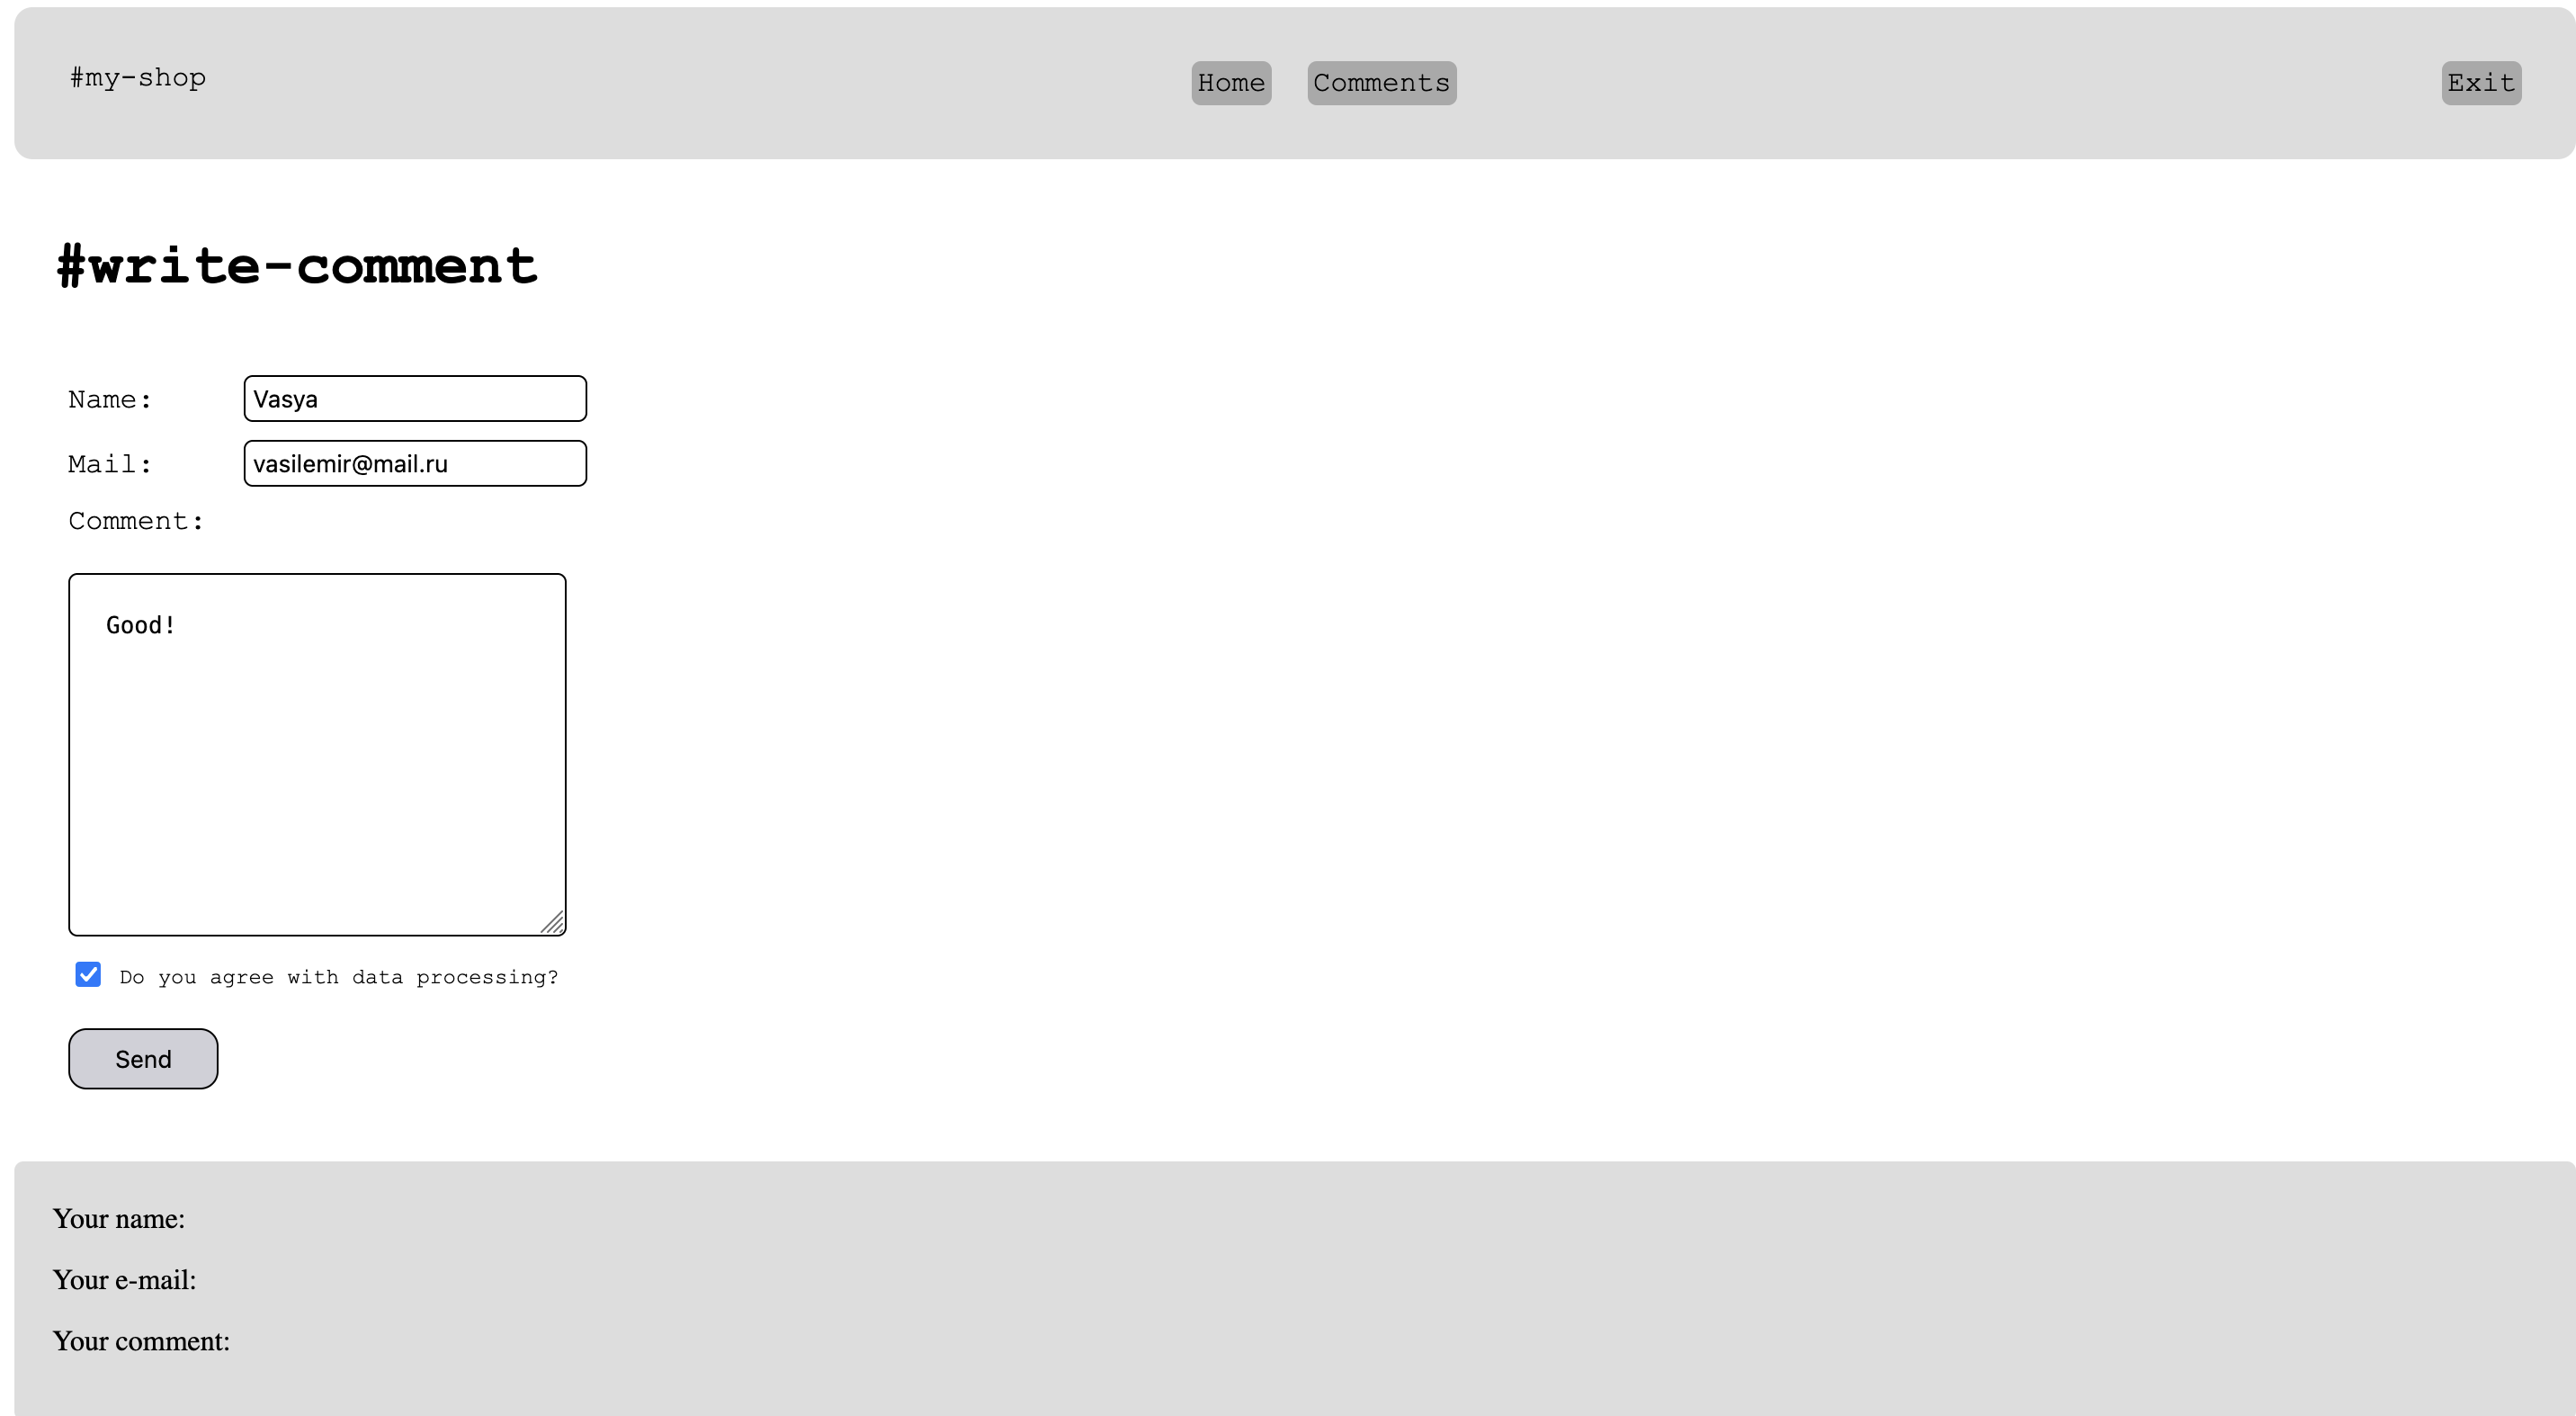 #my-shop Home Comments Exit
#write-comment
Name: Vasya
Mail: vasilemir@mail.ru
Comment:
Good!
Do you agree with data processing?
Send
Your name:
Your e-mail:
Your comment: